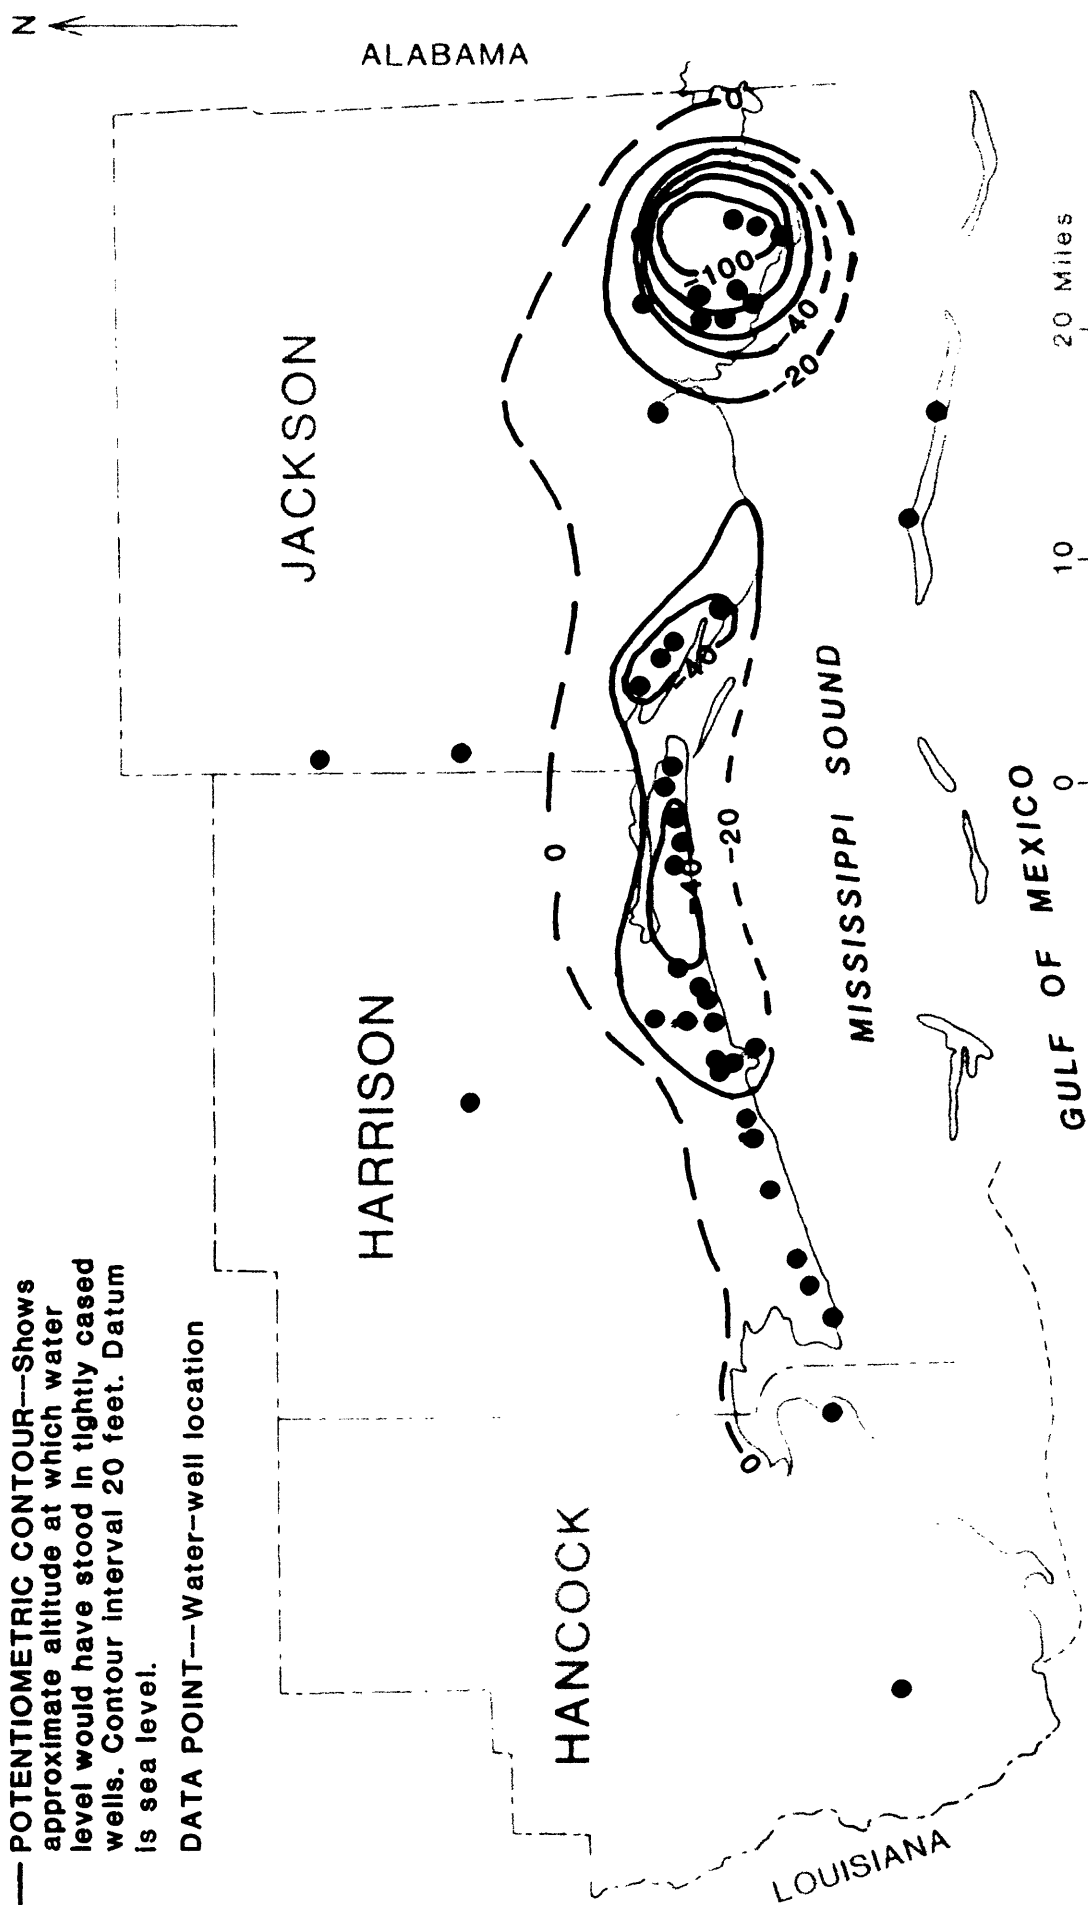 POTENTIOMETRIC CONTOUR--Shows
approximate altitude at which water
level would have stood in tightly cased
wells. Contour interval 20 feet. Datum
is sea level.
DATA POINT--Water-well location
N
ALABAMA
JACKSON
HARRISON
HANCOCK
LOUISIANA
0
0
0
-100
-40
-20
-40
-40
-20
MISSISSIPPI SOUND
GULF OF MEXICO
0 10 20 Miles